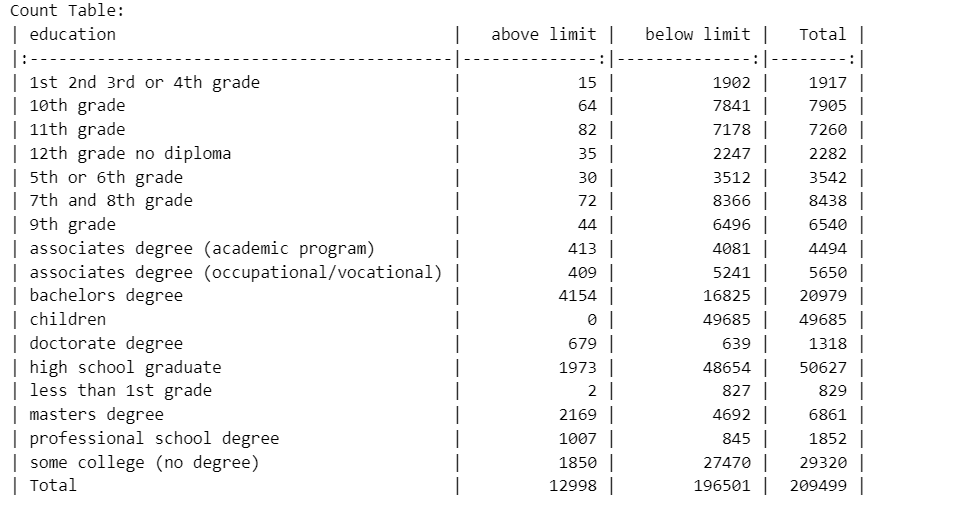 Count Table:
| education                                  |   above limit |   below limit |   Total |
|:-------------------------------------------|--------------:|--------------:|--------:|
| 1st 2nd 3rd or 4th grade                   |            15 |          1902 |    1917 |
| 10th grade                                 |            64 |          7841 |    7905 |
| 11th grade                                 |            82 |          7178 |    7260 |
| 12th grade no diploma                      |            35 |          2247 |    2282 |
| 5th or 6th grade                           |            30 |          3512 |    3542 |
| 7th and 8th grade                          |            72 |          8366 |    8438 |
| 9th grade                                  |            44 |          6496 |    6540 |
| associates degree (academic program)       |           413 |          4081 |    4494 |
| associates degree (occupational/vocational) |           409 |          5241 |    5650 |
| bachelors degree                           |          4154 |         16825 |   20979 |
| children                                   |             0 |         49685 |   49685 |
| doctorate degree                           |           679 |           639 |    1318 |
| high school graduate                       |          1973 |         48654 |   50627 |
| less than 1st grade                        |             2 |           827 |     829 |
| masters degree                             |          2169 |          4692 |    6861 |
| professional school degree                 |          1007 |           845 |    1852 |
| some college (no degree)                   |          1850 |         27470 |   29320 |
| Total                                      |         12998 |        196501 |  209499 |